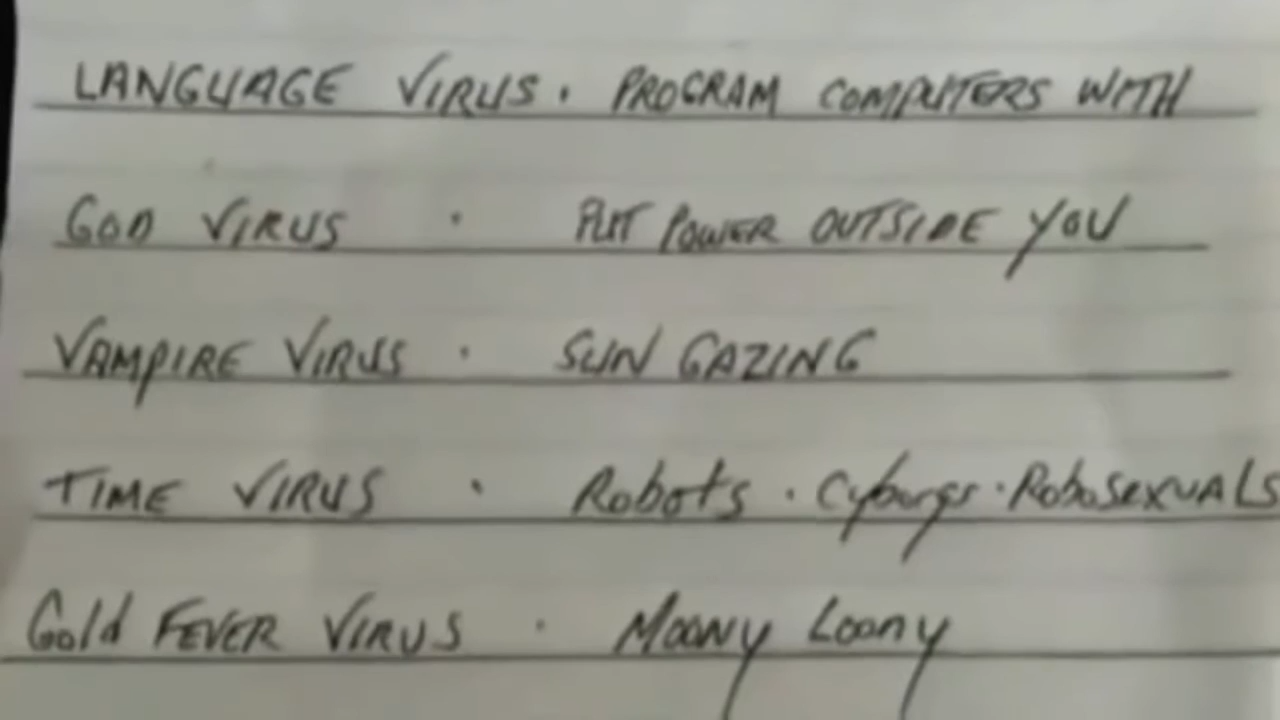 LANGUAGE VIRUS · PROGRAM COMPUTERS WITH
GOD VIRUS · PUT POWER OUTSIDE YOU
VAMPIRE VIRUS · SUN GAZING
TIME VIRUS · Robots · Cyborgs · RoboSEXUALS
Gold FEVER VIRUS · Moony Loony